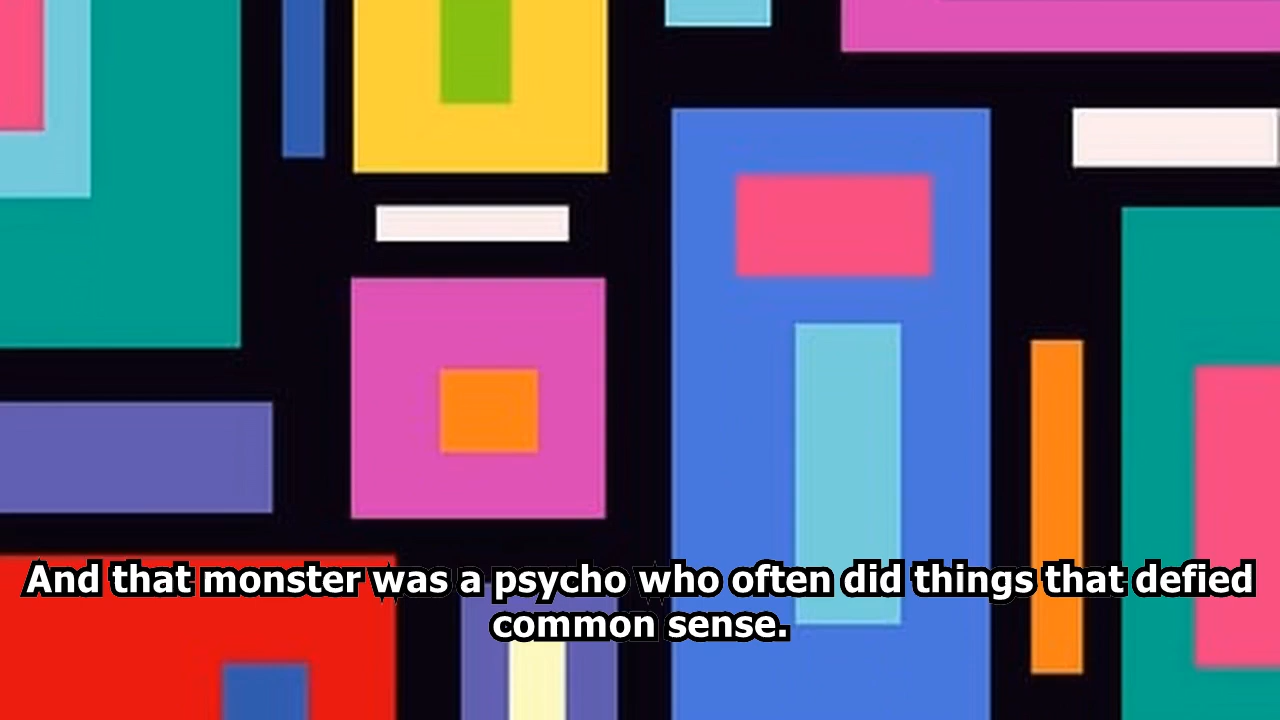 And that monster was a psycho who often did things that defied
common sense.